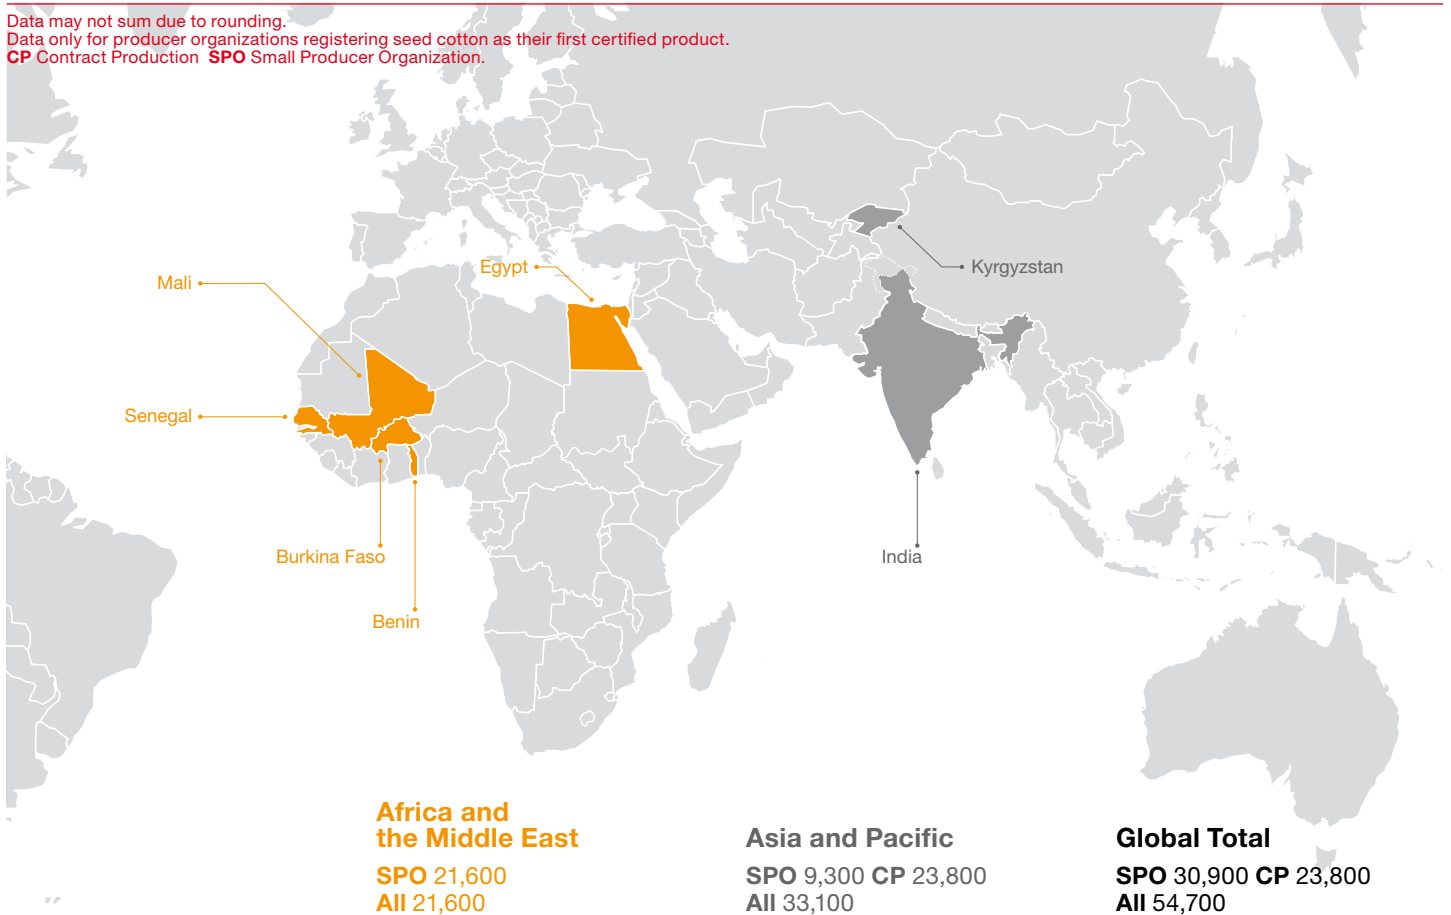 Data may not sum due to rounding.
Data only for producer organizations registering seed cotton as their first certified product.
CP Contract Production SPO Small Producer Organization.
Egypt
Kyrgyzstan
Mali
Senegal
Burkina Faso
India
Benin
Africa and
the Middle East
SPO 21,600
All 21,600
Asia and Pacific
SPO 9,300 CP 23,800
All 33,100
Global Total
SPO 30,900 CP 23,800
All 54,700